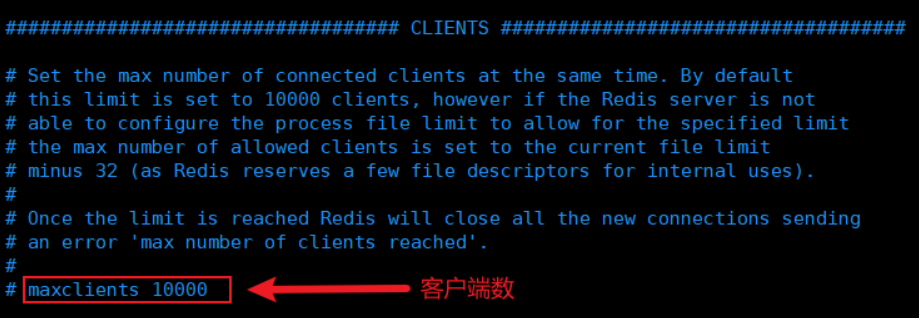 ################################### CLIENTS ####################################
# Set the max number of connected clients at the same time. By default
# this limit is set to 10000 clients, however if the Redis server is not
# able to configure the process file limit to allow for the specified limit
# the max number of allowed clients is set to the current file limit
# minus 32 (as Redis reserves a few file descriptors for internal uses).
#
# Once the limit is reached Redis will close all the new connections sending
# an error 'max number of clients reached'.
#
# maxclients 10000 客户端数